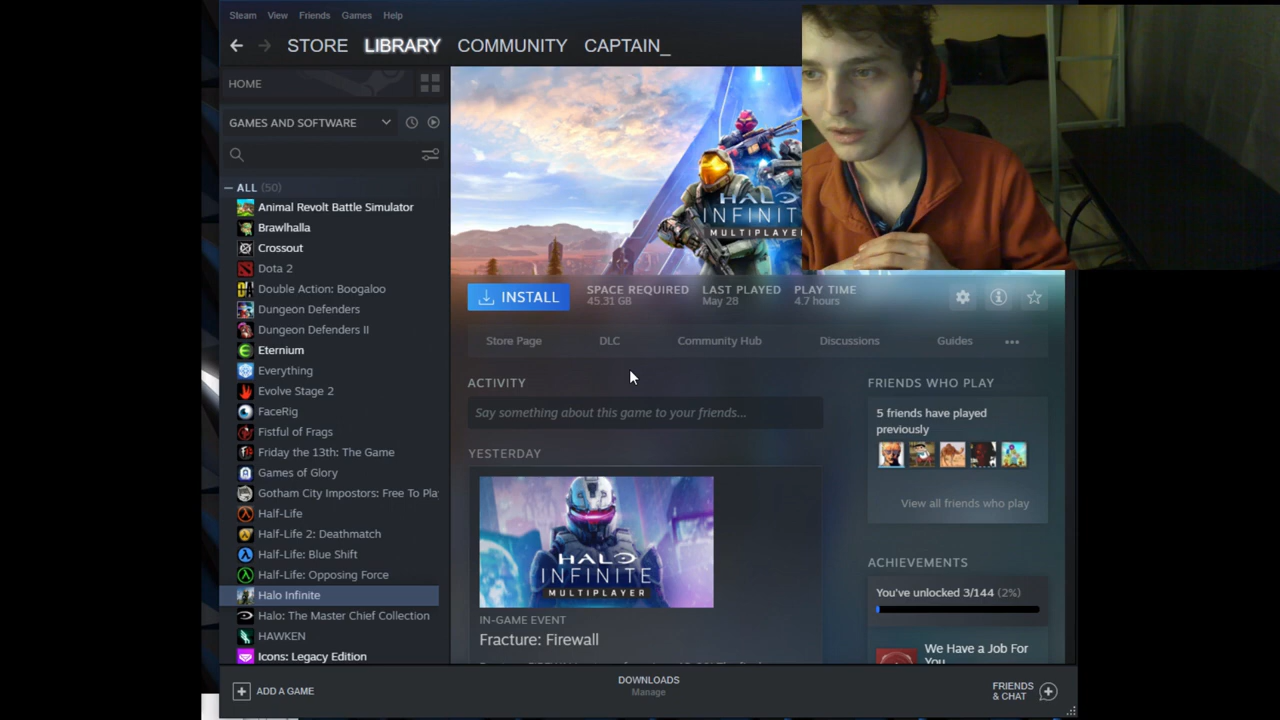 Steam View Friends Games Help
STORE LIBRARY COMMUNITY CAPTAIN_
HOME
GAMES AND SOFTWARE
ALL (50)
Animal Revolt Battle Simulator
Brawlhalla
Crossout
Dota 2
Double Action: Boogaloo
Dungeon Defenders
Dungeon Defenders II
Eternium
Everything
Evolve Stage 2
FaceRig
Fistful of Frags
Friday the 13th: The Game
Games of Glory
Gotham City Impostors: Free To Pla
Half-Life
Half-Life 2: Deathmatch
Half-Life: Blue Shift
Half-Life: Opposing Force
Halo Infinite
Halo: The Master Chief Collection
HAWKEN
Icons: Legacy Edition
HALO
INFINIT
MULTIPLAYER
INSTALL
SPACE REQUIRED
45.31 GB
LAST PLAYED
May 28
PLAY TIME
4.7 hours
Store Page DLC Community Hub Discussions Guides
ACTIVITY
Say something about this game to your friends...
YESTERDAY
HALO
INFINITE
MULTIPLAYER
IN-GAME EVENT
Fracture: Firewall
FRIENDS WHO PLAY
5 friends have played
previously
View all friends who play
ACHIEVEMENTS
You've unlocked 3/144 (2%)
We Have a Job For
You
ADD A GAME
DOWNLOADS
Manage
FRIENDS
& CHAT